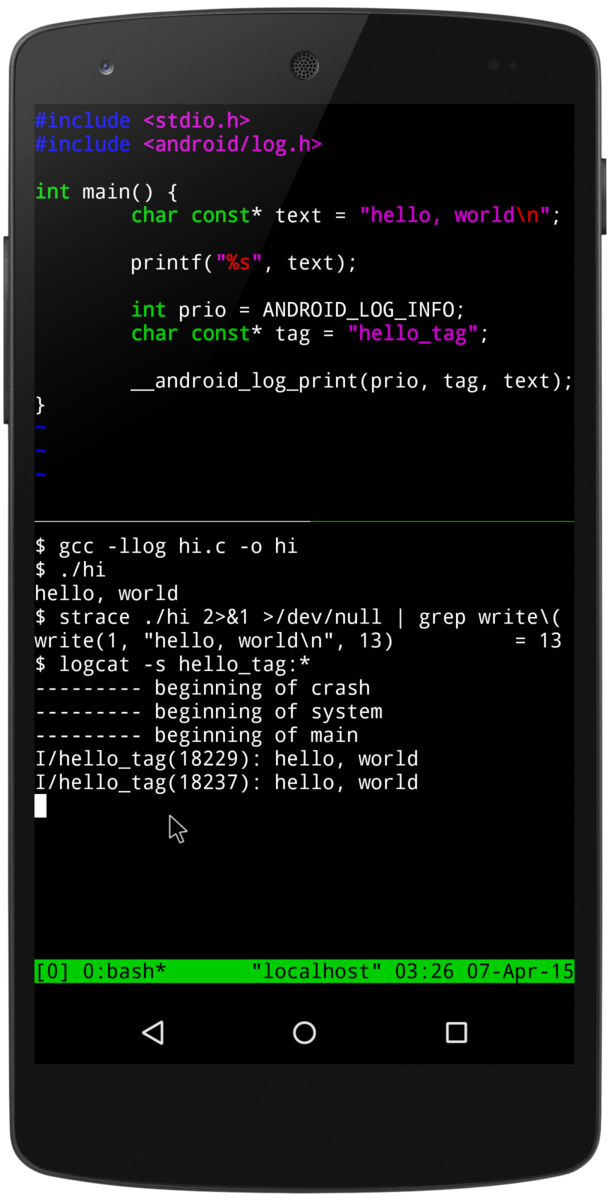 #include <stdio.h>
#include <android/log.h>

int main() {
        char const* text = "hello, world\n";

        printf("%s", text);

        int prio = ANDROID_LOG_INFO;
        char const* tag = "hello_tag";

        __android_log_print(prio, tag, text);
}
~
~
~
$ gcc -llog hi.c -o hi
$ ./hi
hello, world
$ strace ./hi 2>&1 >/dev/null | grep write\(
write(1, "hello, world\n", 13)          = 13
$ logcat -s hello_tag:*
--------- beginning of crash
--------- beginning of system
--------- beginning of main
I/hello_tag(18229): hello, world
I/hello_tag(18237): hello, world
[0] 0:bash*       "localhost" 03:26 07-Apr-15